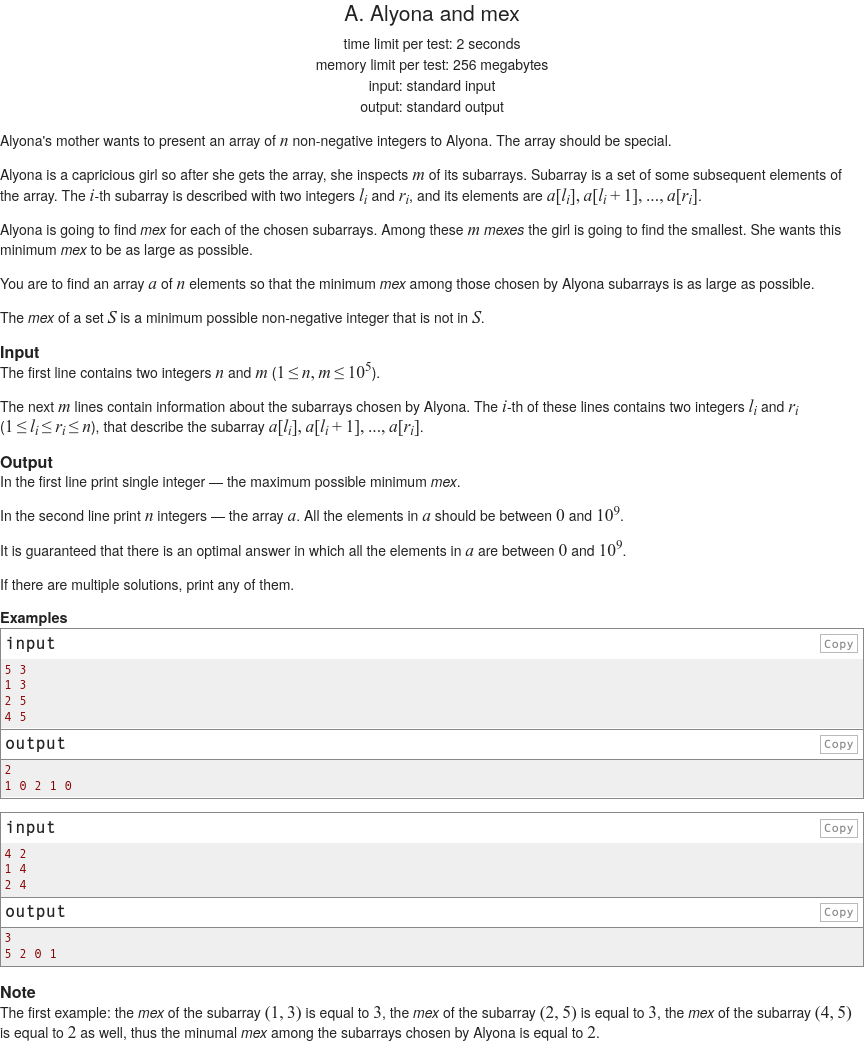 A. Alyona and mex
time limit per test: 2 seconds
memory limit per test: 256 megabytes
input: standard input
output: standard output
Alyona's mother wants to present an array of n non-negative integers to Alyona. The array should be special.
Alyona is a capricious girl so after she gets the array, she inspects m of its subarrays. Subarray is a set of some subsequent elements of
the array. The i-th subarray is described with two integers l_i and r_i, and its elements are a[l_i], a[l_i + 1], ..., a[r_i].
Alyona is going to find mex for each of the chosen subarrays. Among these m mexes the girl is going to find the smallest. She wants this
minimum mex to be as large as possible.
You are to find an array a of n elements so that the minimum mex among those chosen by Alyona subarrays is as large as possible.
The mex of a set S is a minimum possible non-negative integer that is not in S.
Input
The first line contains two integers n and m (1 ≤ n, m ≤ 10^5).
The next m lines contain information about the subarrays chosen by Alyona. The i-th of these lines contains two integers l_i and r_i
(1 ≤ l_i ≤ r_i ≤ n), that describe the subarray a[l_i], a[l_i + 1], ..., a[r_i].
Output
In the first line print single integer — the maximum possible minimum mex.
In the second line print n integers — the array a. All the elements in a should be between 0 and 10^9.
It is guaranteed that there is an optimal answer in which all the elements in a are between 0 and 10^9.
If there are multiple solutions, print any of them.
Examples
input Copy
5 3
1 3
2 5
4 5
output Copy
2
1 0 2 1 0
input Copy
4 2
1 4
2 4
output Copy
3
5 2 0 1
Note
The first example: the mex of the subarray (1, 3) is equal to 3, the mex of the subarray (2, 5) is equal to 3, the mex of the subarray (4, 5)
is equal to 2 as well, thus the minumal mex among the subarrays chosen by Alyona is equal to 2.